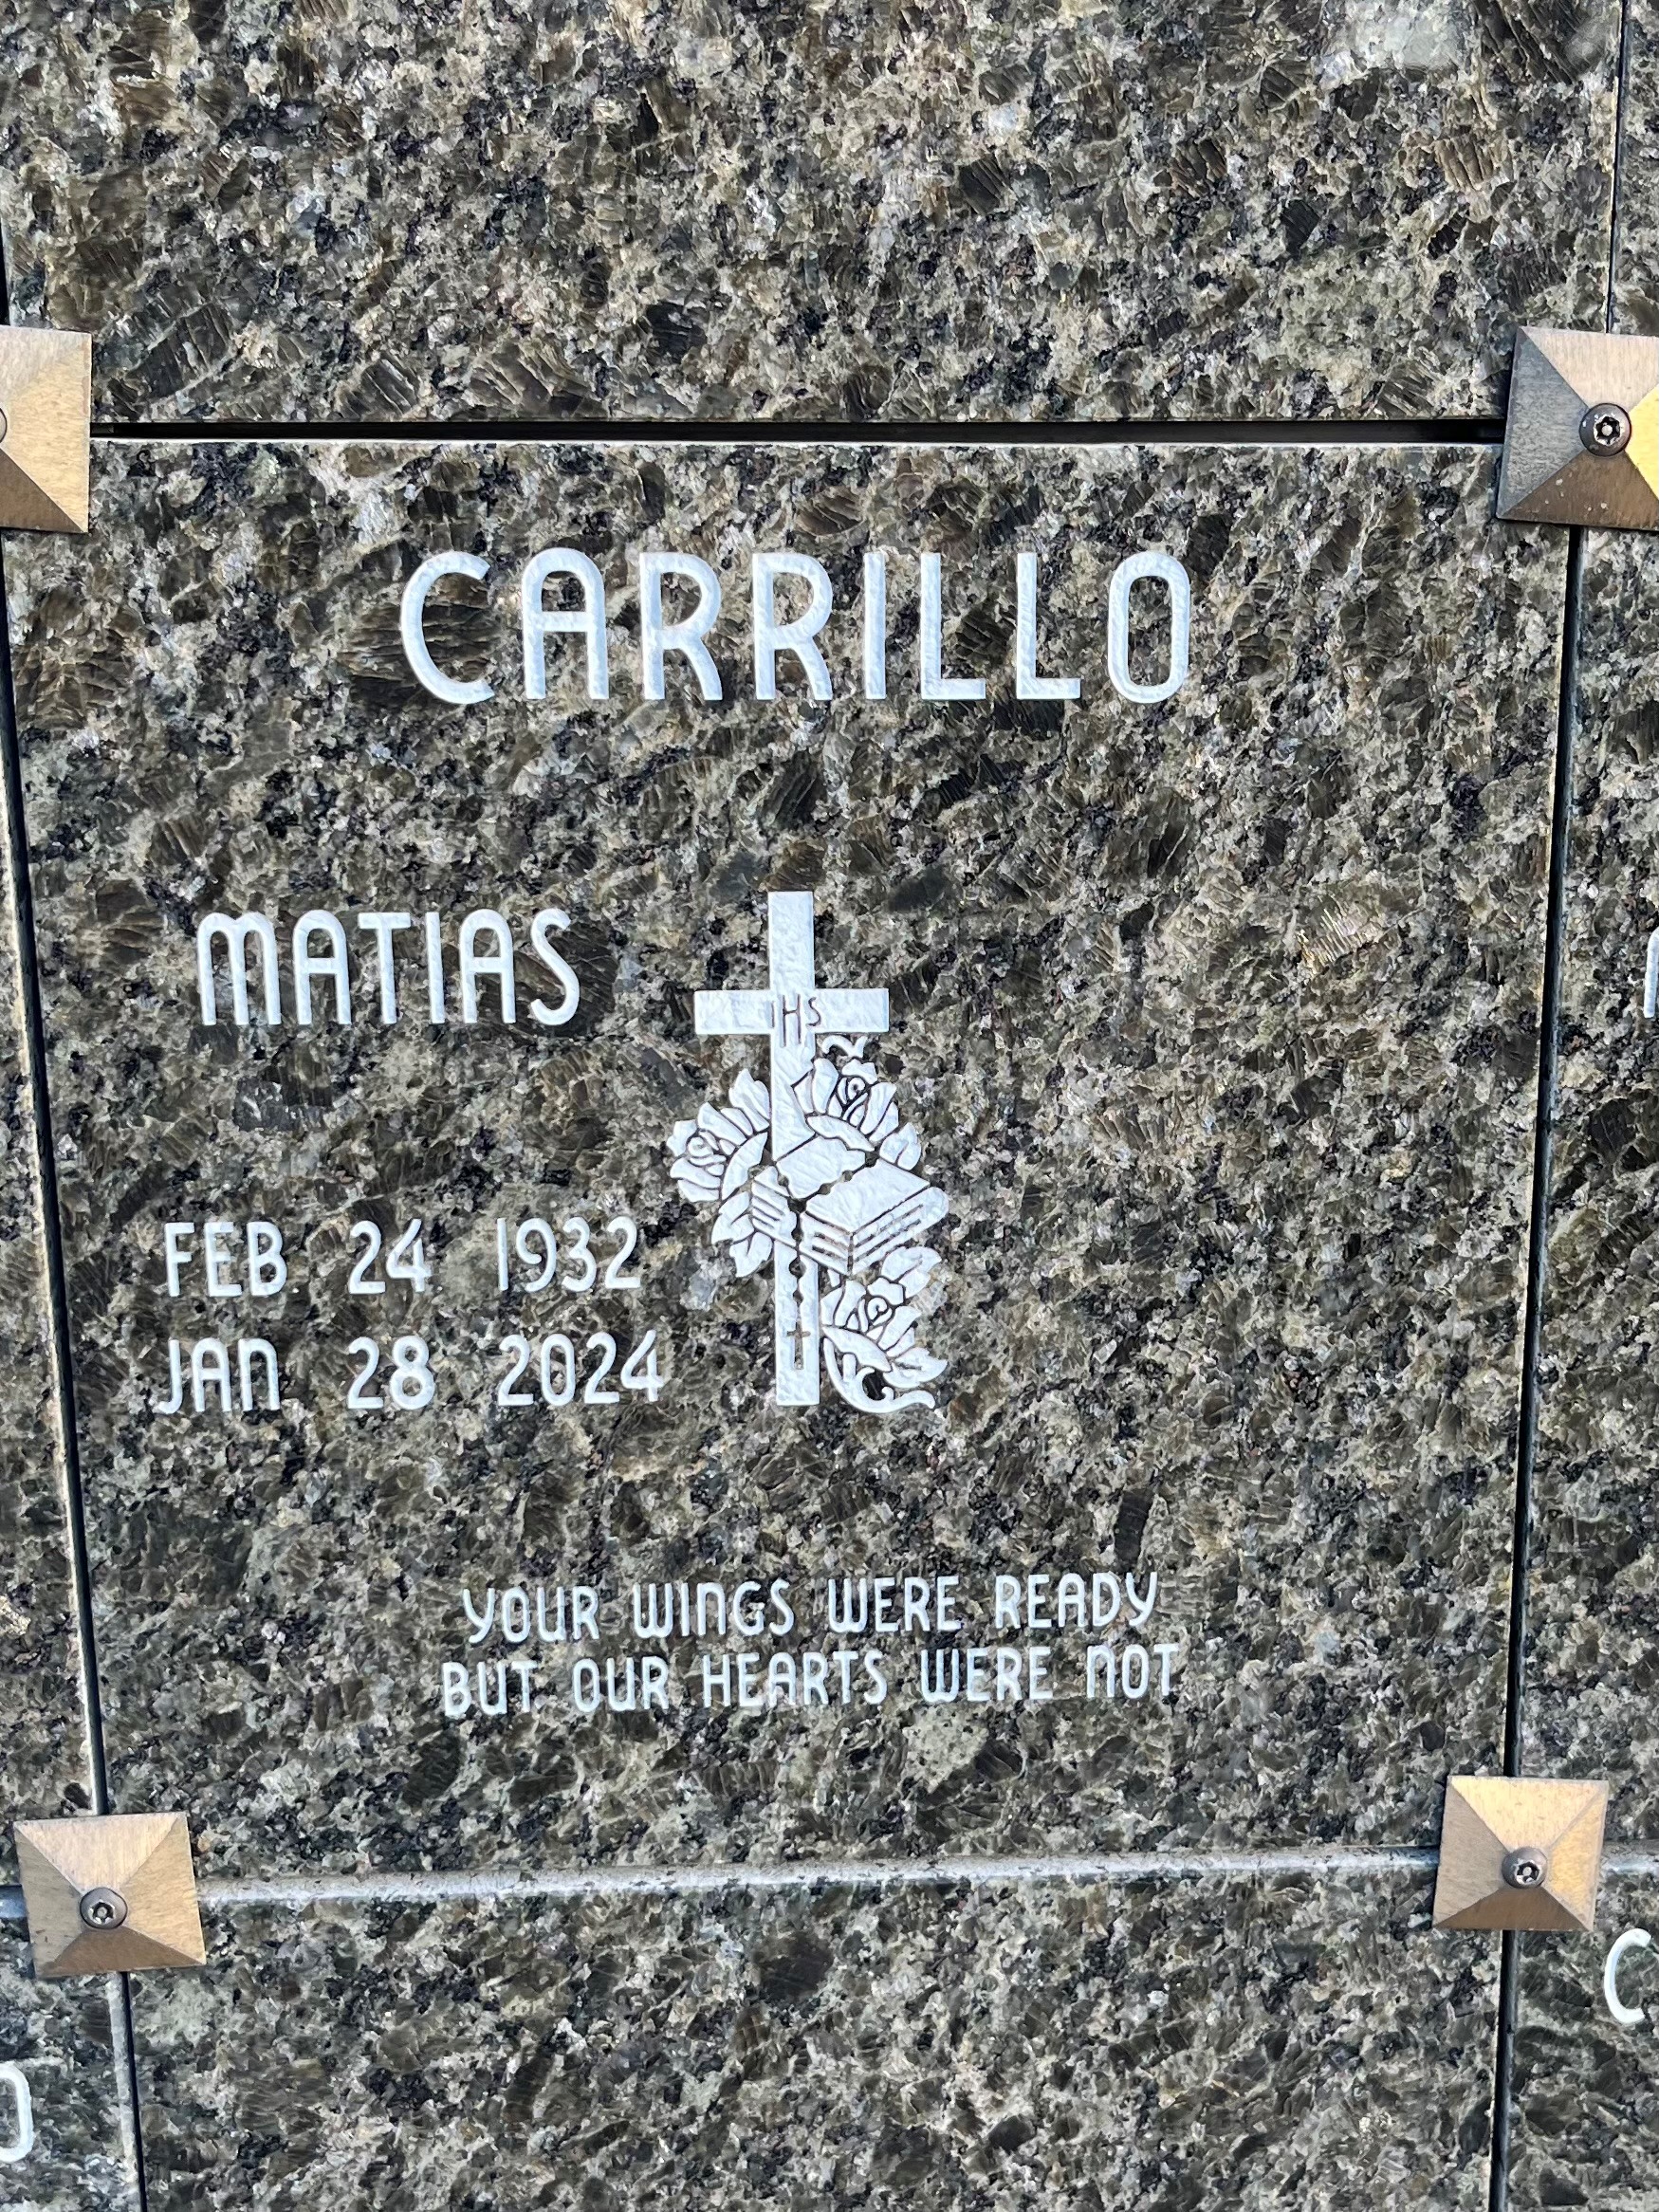 CARRILLO
MATIAS
IHS
FEB 24 1932
JAN 28 2024
YOUR WINGS WERE READY
BUT OUR HEARTS WERE NOT